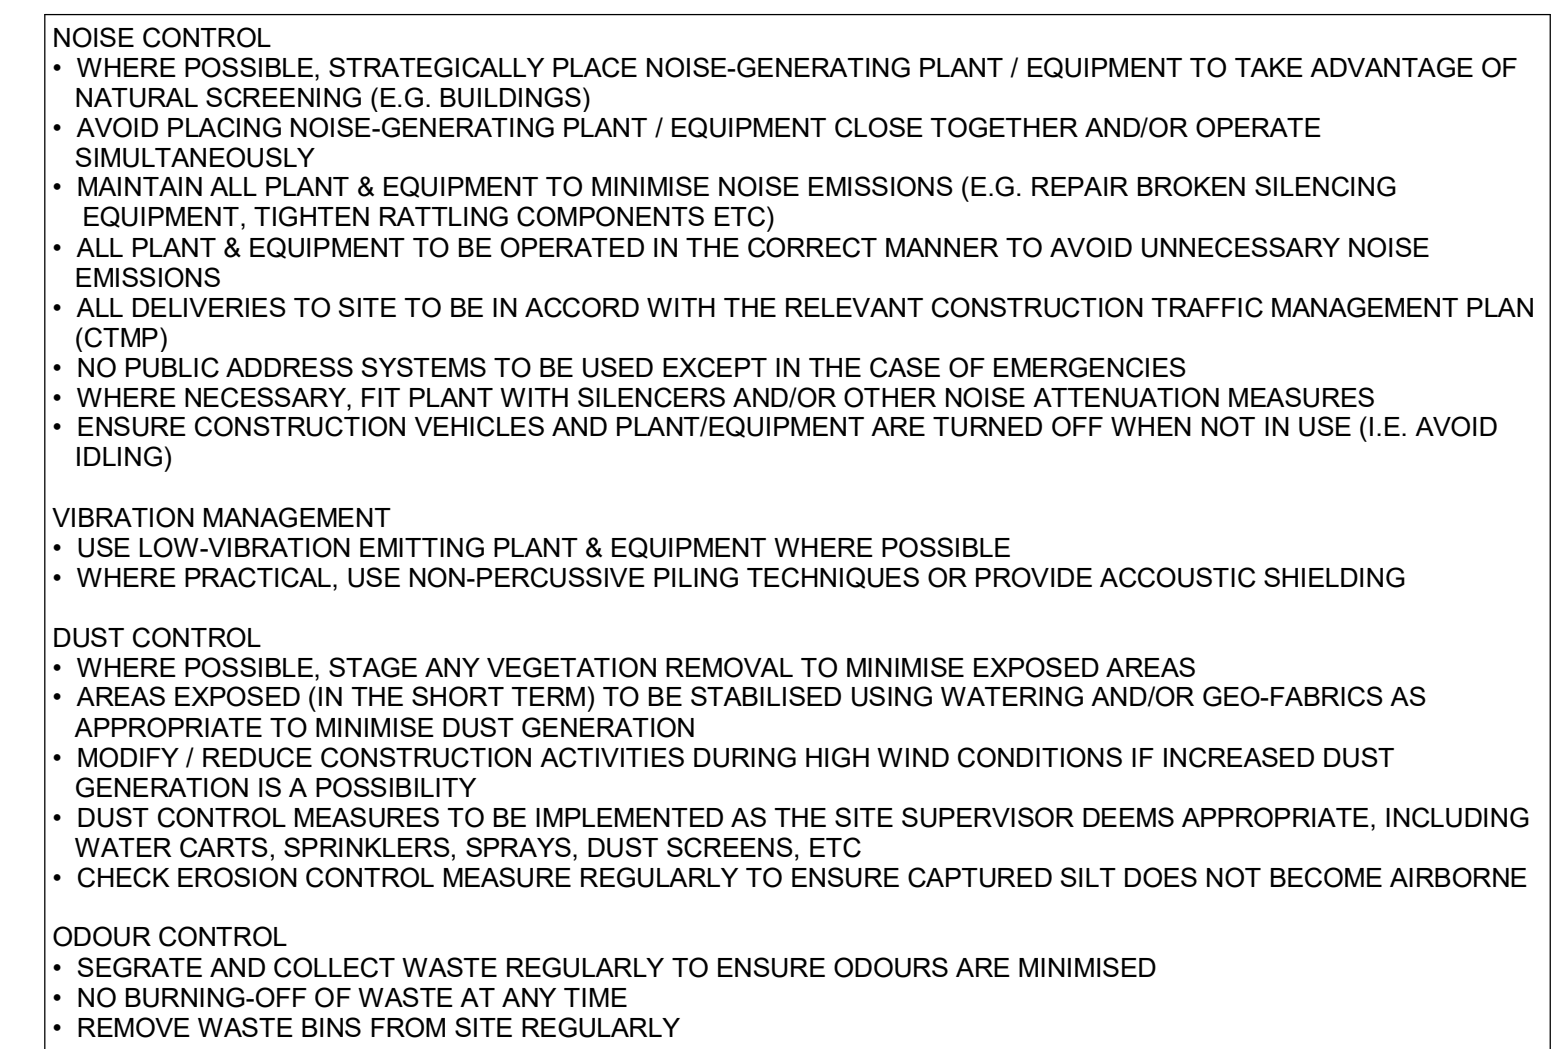 NOISE CONTROL
• WHERE POSSIBLE, STRATEGICALLY PLACE NOISE-GENERATING PLANT / EQUIPMENT TO TAKE ADVANTAGE OF
NATURAL SCREENING (E.G. BUILDINGS)
• AVOID PLACING NOISE-GENERATING PLANT / EQUIPMENT CLOSE TOGETHER AND/OR OPERATE
SIMULTANEOUSLY
• MAINTAIN ALL PLANT & EQUIPMENT TO MINIMISE NOISE EMISSIONS (E.G. REPAIR BROKEN SILENCING
EQUIPMENT, TIGHTEN RATTLING COMPONENTS ETC)
• ALL PLANT & EQUIPMENT TO BE OPERATED IN THE CORRECT MANNER TO AVOID UNNECESSARY NOISE
EMISSIONS
• ALL DELIVERIES TO SITE TO BE IN ACCORD WITH THE RELEVANT CONSTRUCTION TRAFFIC MANAGEMENT PLAN
(CTMP)
• NO PUBLIC ADDRESS SYSTEMS TO BE USED EXCEPT IN THE CASE OF EMERGENCIES
• WHERE NECESSARY, FIT PLANT WITH SILENCERS AND/OR OTHER NOISE ATTENUATION MEASURES
• ENSURE CONSTRUCTION VEHICLES AND PLANT/EQUIPMENT ARE TURNED OFF WHEN NOT IN USE (I.E. AVOID
IDLING)
VIBRATION MANAGEMENT
• USE LOW-VIBRATION EMITTING PLANT & EQUIPMENT WHERE POSSIBLE
• WHERE PRACTICAL, USE NON-PERCUSSIVE PILING TECHNIQUES OR PROVIDE ACCOUSTIC SHIELDING
DUST CONTROL
• WHERE POSSIBLE, STAGE ANY VEGETATION REMOVAL TO MINIMISE EXPOSED AREAS
• AREAS EXPOSED (IN THE SHORT TERM) TO BE STABILISED USING WATERING AND/OR GEO-FABRICS AS
APPROPRIATE TO MINIMISE DUST GENERATION
• MODIFY / REDUCE CONSTRUCTION ACTIVITIES DURING HIGH WIND CONDITIONS IF INCREASED DUST
GENERATION IS A POSSIBILITY
• DUST CONTROL MEASURES TO BE IMPLEMENTED AS THE SITE SUPERVISOR DEEMS APPROPRIATE, INCLUDING
WATER CARTS, SPRINKLERS, SPRAYS, DUST SCREENS, ETC
• CHECK EROSION CONTROL MEASURE REGULARLY TO ENSURE CAPTURED SILT DOES NOT BECOME AIRBORNE
ODOUR CONTROL
• SEGRATE AND COLLECT WASTE REGULARLY TO ENSURE ODOURS ARE MINIMISED
• NO BURNING-OFF OF WASTE AT ANY TIME
• REMOVE WASTE BINS FROM SITE REGULARLY